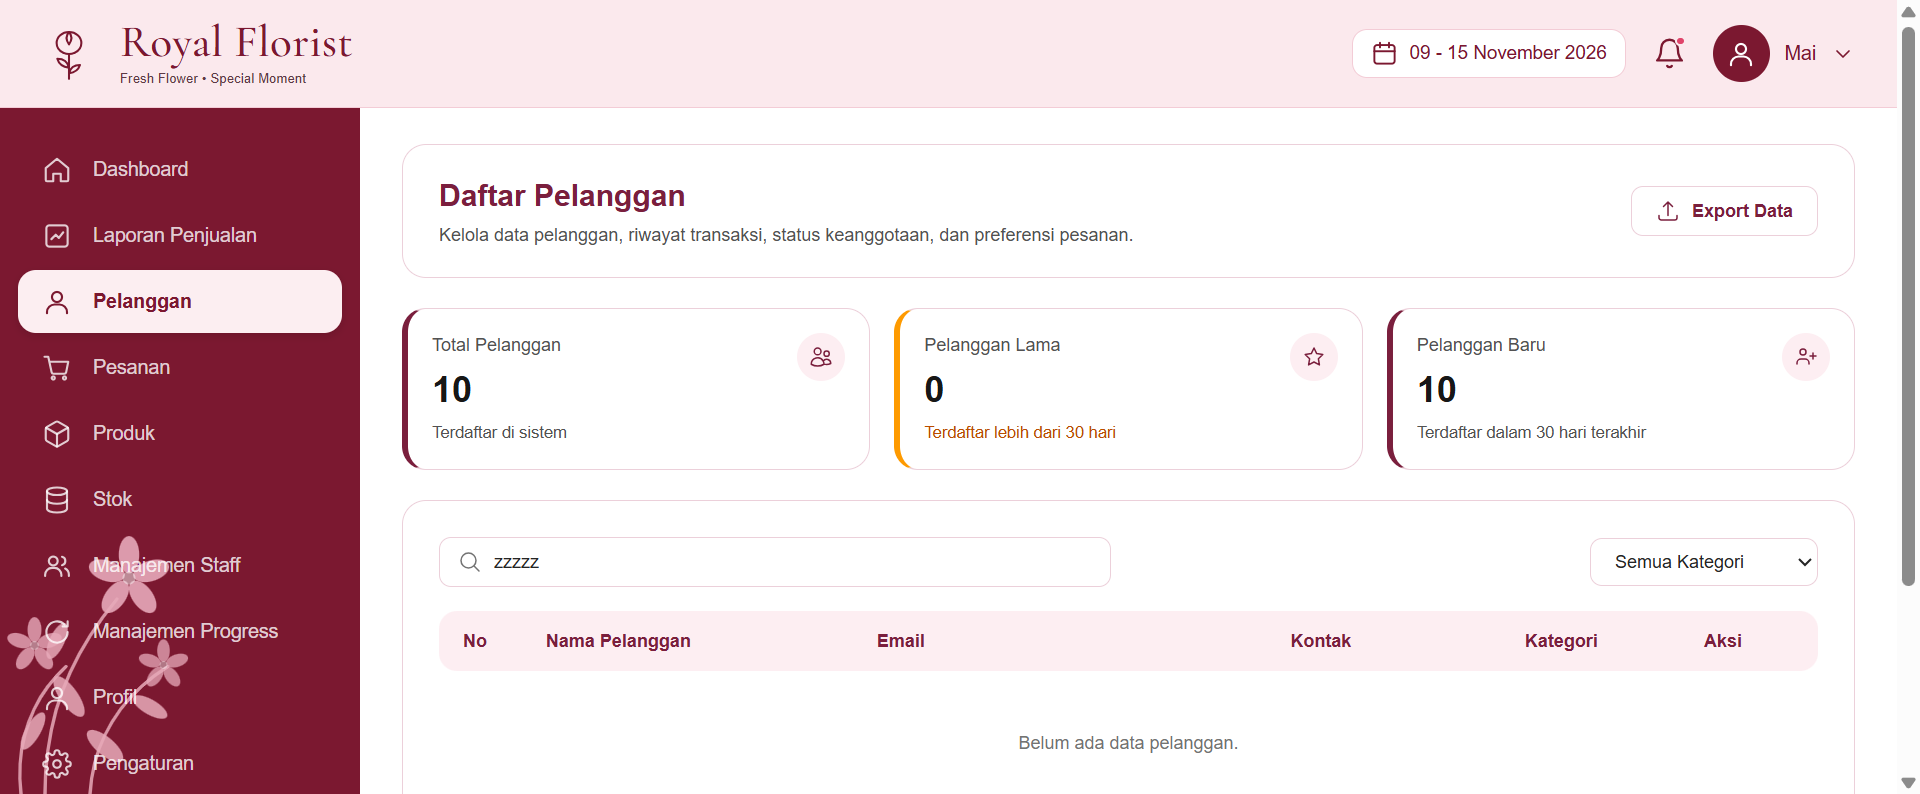 Royal Florist
Fresh Flower • Special Moment
09 - 15 November 2026
Mai
Dashboard
Laporan Penjualan
Pelanggan
Pesanan
Produk
Stok
Manajemen Staff
Manajemen Progress
Profil
Pengaturan
Daftar Pelanggan
Kelola data pelanggan, riwayat transaksi, status keanggotaan, dan preferensi pesanan.
Export Data
Total Pelanggan
10
Terdaftar di sistem
Pelanggan Lama
0
Terdaftar lebih dari 30 hari
Pelanggan Baru
10
Terdaftar dalam 30 hari terakhir
zzzzz
Semua Kategori
No Nama Pelanggan Email Kontak Kategori Aksi
Belum ada data pelanggan.